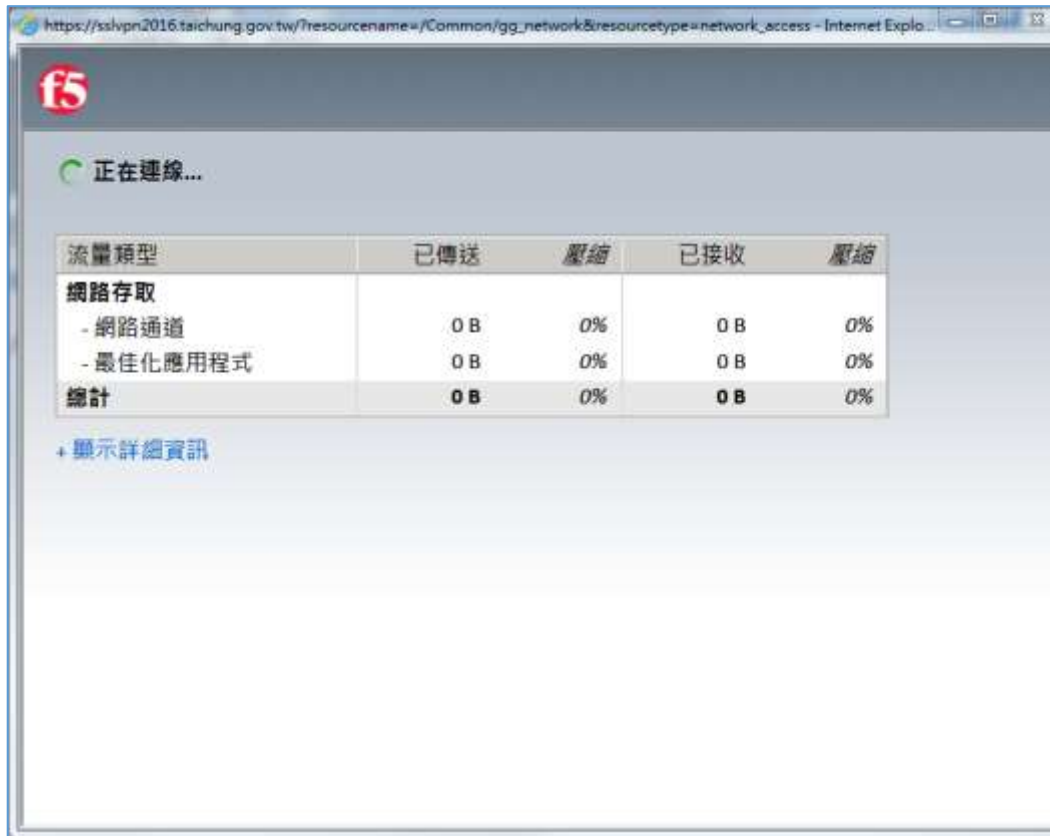 https://sslvpn2016.taichung.gov.tw/?resourcename=/Common/gg_network&resourcetype=network_access - Internet Explo...
f5
正在連線...
流量類型 已傳送 壓縮 已接收 壓縮
網路存取
- 網路通道 0 B 0% 0 B 0%
- 最佳化應用程式 0 B 0% 0 B 0%
總計 0 B 0% 0 B 0%
+ 顯示詳細資訊